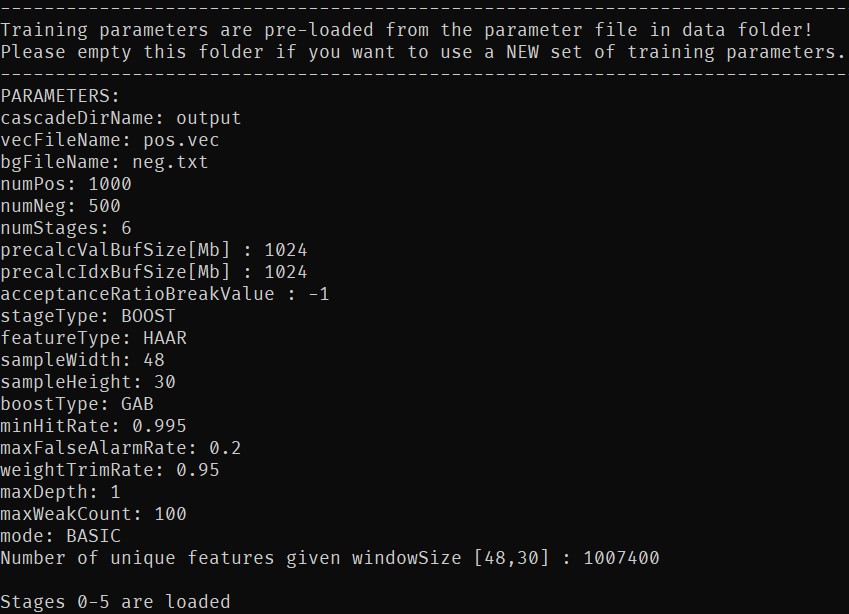 --------------------------------------------------------------------------------
Training parameters are pre-loaded from the parameter file in data folder!
Please empty this folder if you want to use a NEW set of training parameters.
--------------------------------------------------------------------------------
PARAMETERS:
cascadeDirName: output
vecFileName: pos.vec
bgFileName: neg.txt
numPos: 1000
numNeg: 500
numStages: 6
precalcValBufSize[Mb] : 1024
precalcIdxBufSize[Mb] : 1024
acceptanceRatioBreakValue : -1
stageType: BOOST
featureType: HAAR
sampleWidth: 48
sampleHeight: 30
boostType: GAB
minHitRate: 0.995
maxFalseAlarmRate: 0.2
weightTrimRate: 0.95
maxDepth: 1
maxWeakCount: 100
mode: BASIC
Number of unique features given windowSize [48,30] : 1007400
Stages 0-5 are loaded